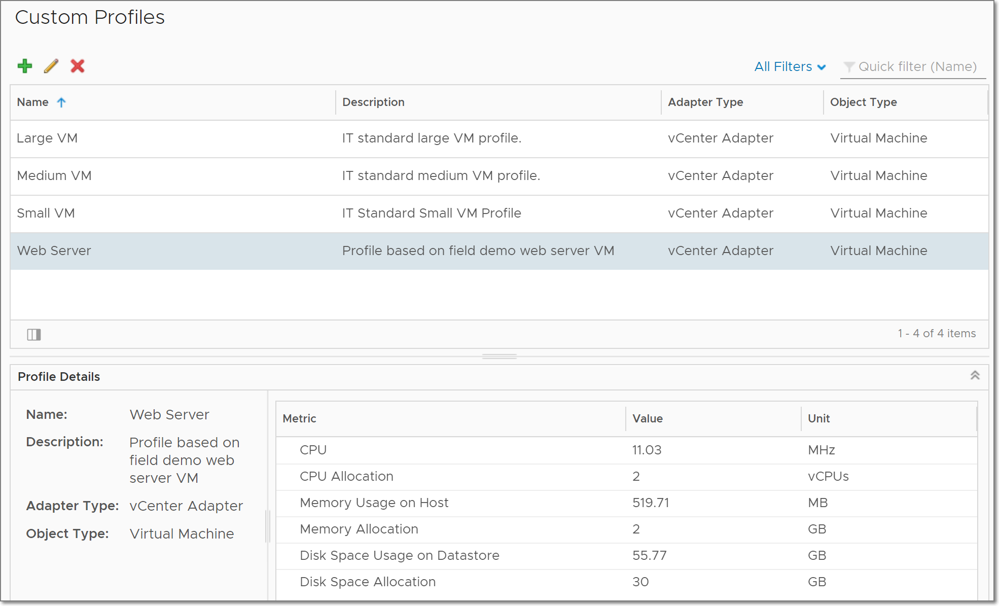 Custom Profiles
All Filters Quick filter (Name)
Name Description Adapter Type Object Type
Large VM IT standard large VM profile. vCenter Adapter Virtual Machine
Medium VM IT standard medium VM profile. vCenter Adapter Virtual Machine
Small VM IT Standard Small VM Profile vCenter Adapter Virtual Machine
Web Server Profile based on field demo web server VM vCenter Adapter Virtual Machine
1 - 4 of 4 items
Profile Details
Name: Web Server
Description: Profile based on
field demo web
server VM
Adapter Type: vCenter Adapter
Object Type: Virtual Machine
Metric Value Unit
CPU 11.03 MHz
CPU Allocation 2 vCPUs
Memory Usage on Host 519.71 MB
Memory Allocation 2 GB
Disk Space Usage on Datastore 55.77 GB
Disk Space Allocation 30 GB